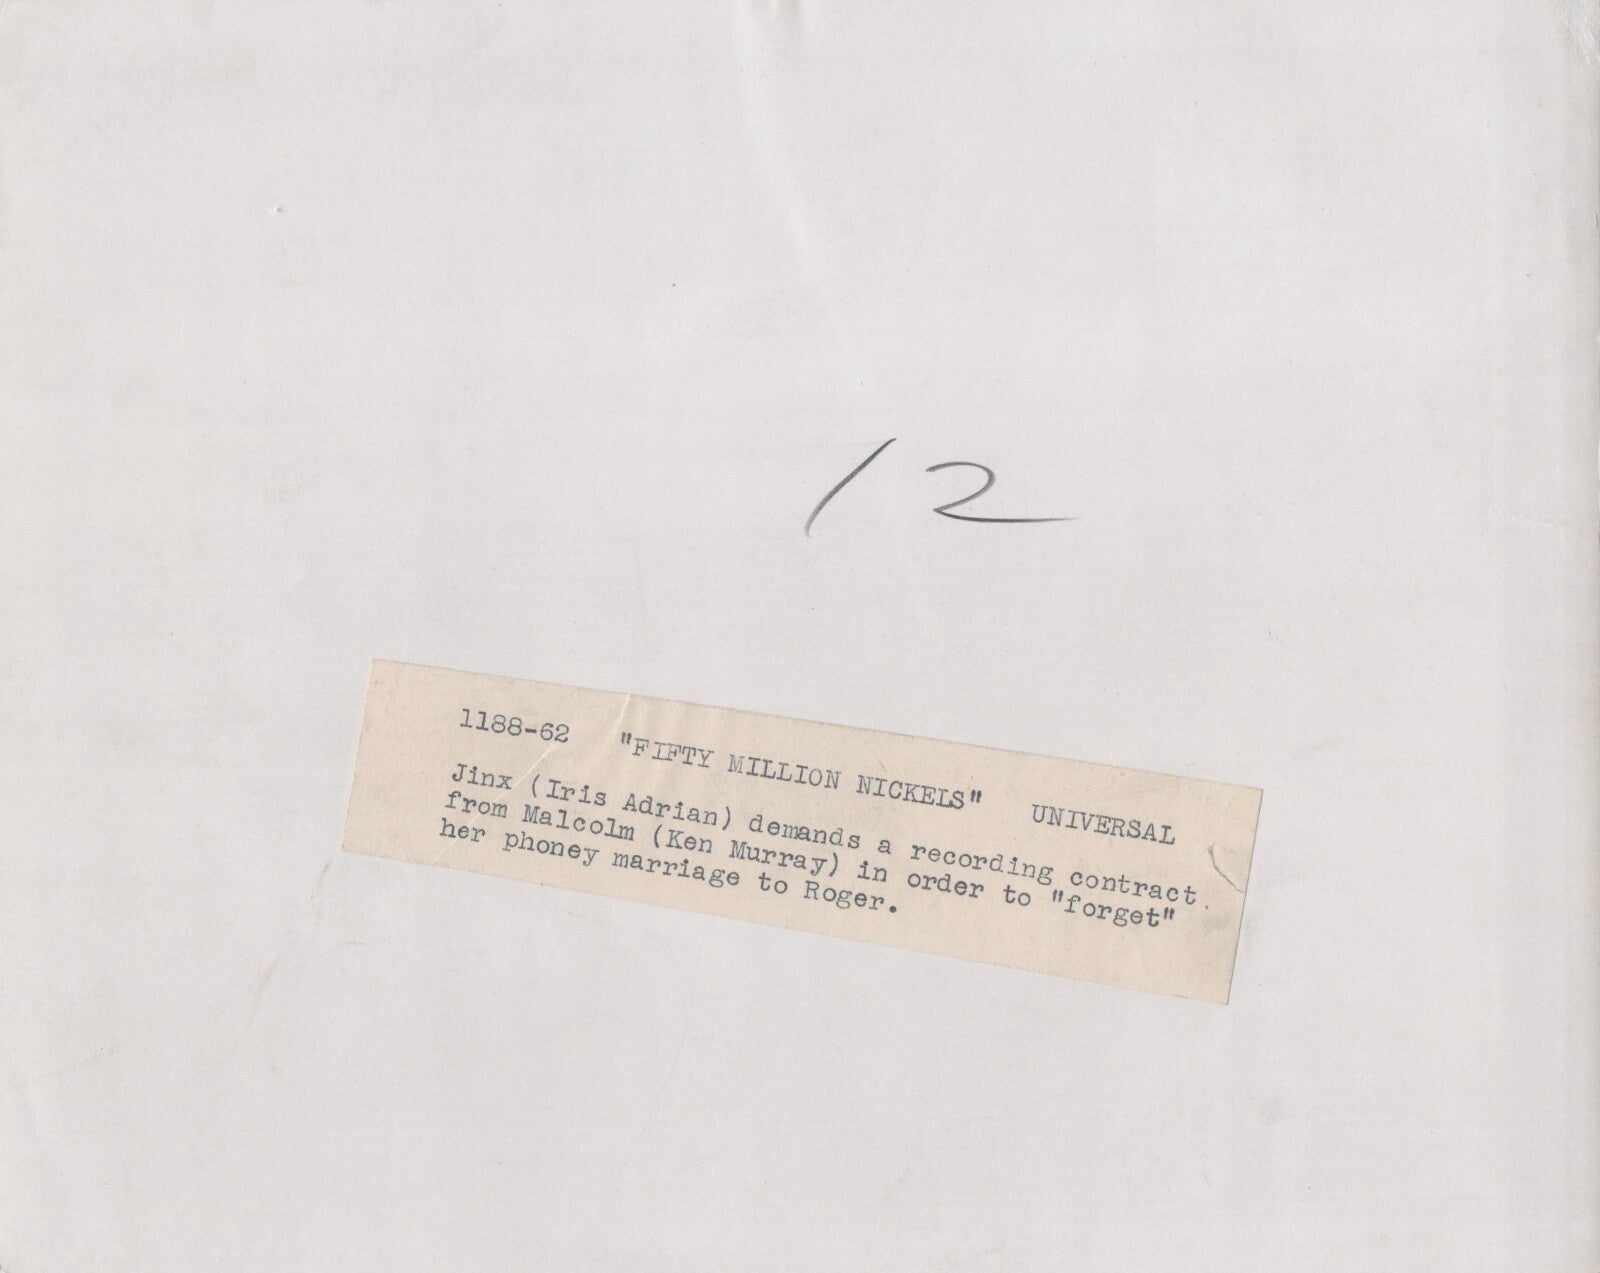 12
1188-62 "FIFTY MILLION NICKELS" UNIVERSAL
Jinx (Iris Adrian) demands a recording contract
from Malcolm (Ken Murray) in order to "forget"
her phoney marriage to Roger.